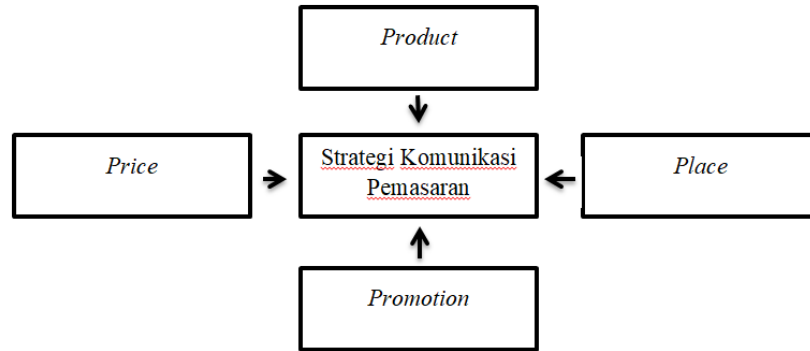 Product
Price
Strategi Komunikasi
Pemasaran
Place
Promotion